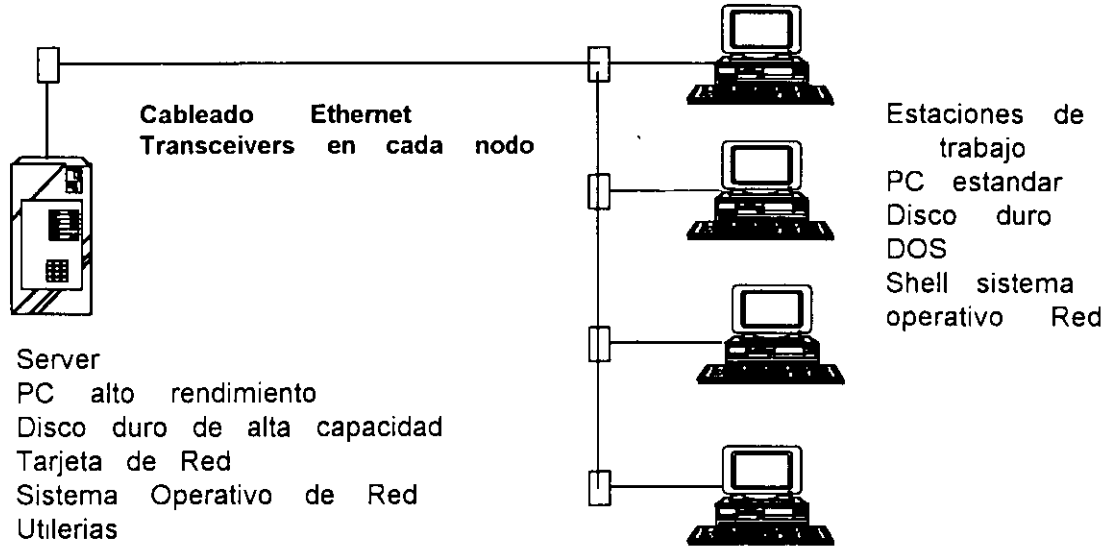 Cableado Ethernet
Transceivers en cada nodo
Estaciones de
trabajo
PC estandar
Disco duro
DOS
Shell sistema
operativo Red
Server
PC alto rendimiento
Disco duro de alta capacidad
Tarjeta de Red
Sistema Operativo de Red
Utilerias